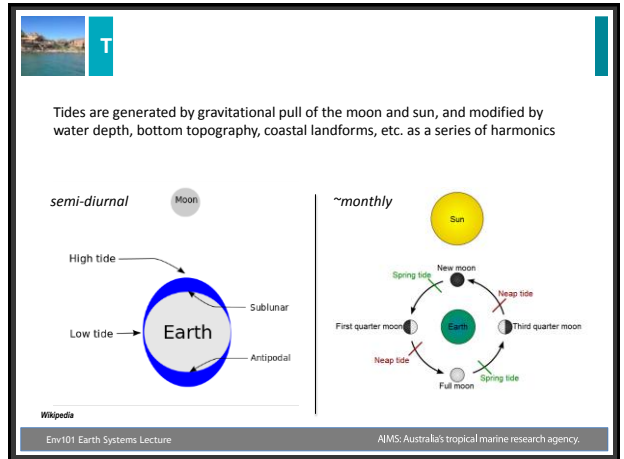 T
Tides are generated by gravitational pull of the moon and sun, and modified by
water depth, bottom topography, coastal landforms, etc. as a series of harmonics
semi-diurnal
Moon
High tide
Sublunar
Low tide
Earth
Antipodal
~monthly
Sun
New moon
Spring tide
Neap tide
First quarter moon
Earth
Third quarter moon
Neap tide
Spring tide
Full moon
Wikipedia
Env101 Earth Systems Lecture
AIMS: Australia's tropical marine research agency.